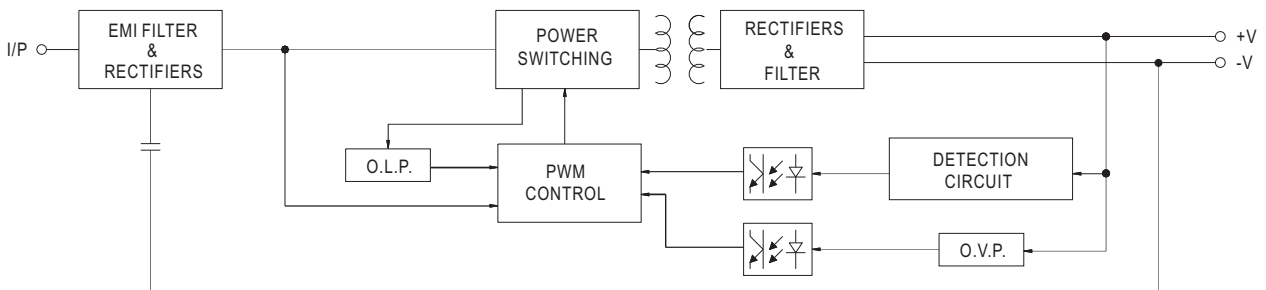 I/P
EMI FILTER
&
RECTIFIERS
POWER
SWITCHING
RECTIFIERS
&
FILTER
+V
-V
O.L.P.
PWM
CONTROL
DETECTION
CIRCUIT
O.V.P.